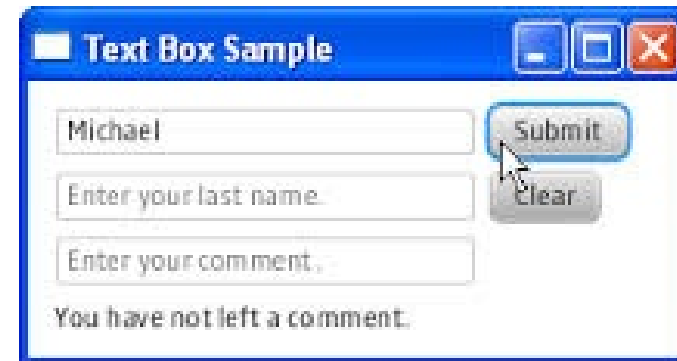 Text Box Sample
Michael Submit
Enter your last name. Clear
Enter your comment.
You have not left a comment.